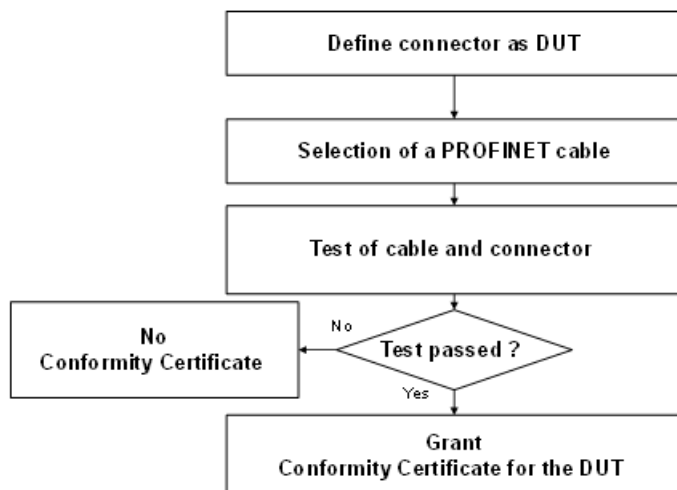 Define connector as DUT
Selection of a PROFINET cable
Test of cable and connector
No
No
Conformity Certificate
Test passed ?
Yes
Grant
Conformity Certificate for the DUT